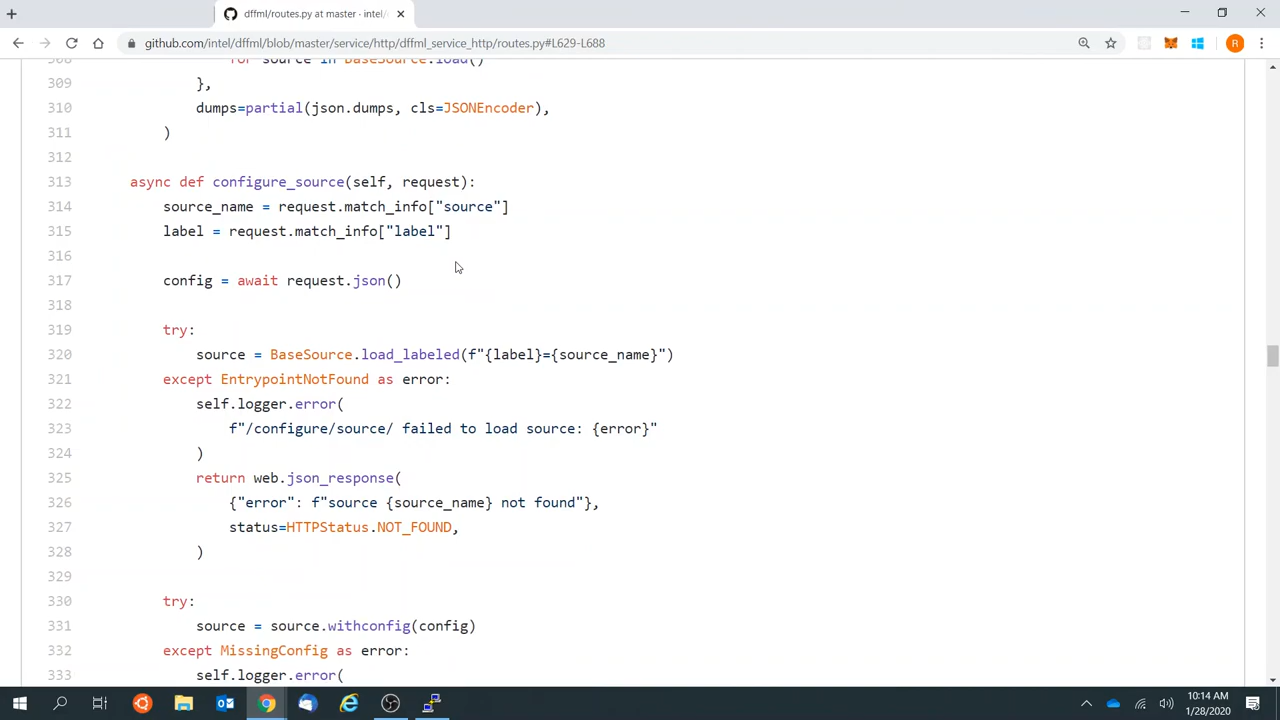 dffml/routes.py at master · intel/
github.com/intel/dffml/blob/master/service/http/dffml_service_http/routes.py#L629-L688
R
308 for source in BaseSource.load()
309 },
310 dumps=partial(json.dumps, cls=JSONEncoder),
311 )
312
313 async def configure_source(self, request):
314 source_name = request.match_info["source"]
315 label = request.match_info["label"]
316
317 config = await request.json()
318
319 try:
320 source = BaseSource.load_labeled(f"{label}={source_name}")
321 except EntrypointNotFound as error:
322 self.logger.error(
323 f"/configure/source/ failed to load source: {error}"
324 )
325 return web.json_response(
326 {"error": f"source {source_name} not found"},
327 status=HTTPStatus.NOT_FOUND,
328 )
329
330 try:
331 source = source.withconfig(config)
332 except MissingConfig as error:
333 self.logger.error(
10:14 AM
1/28/2020